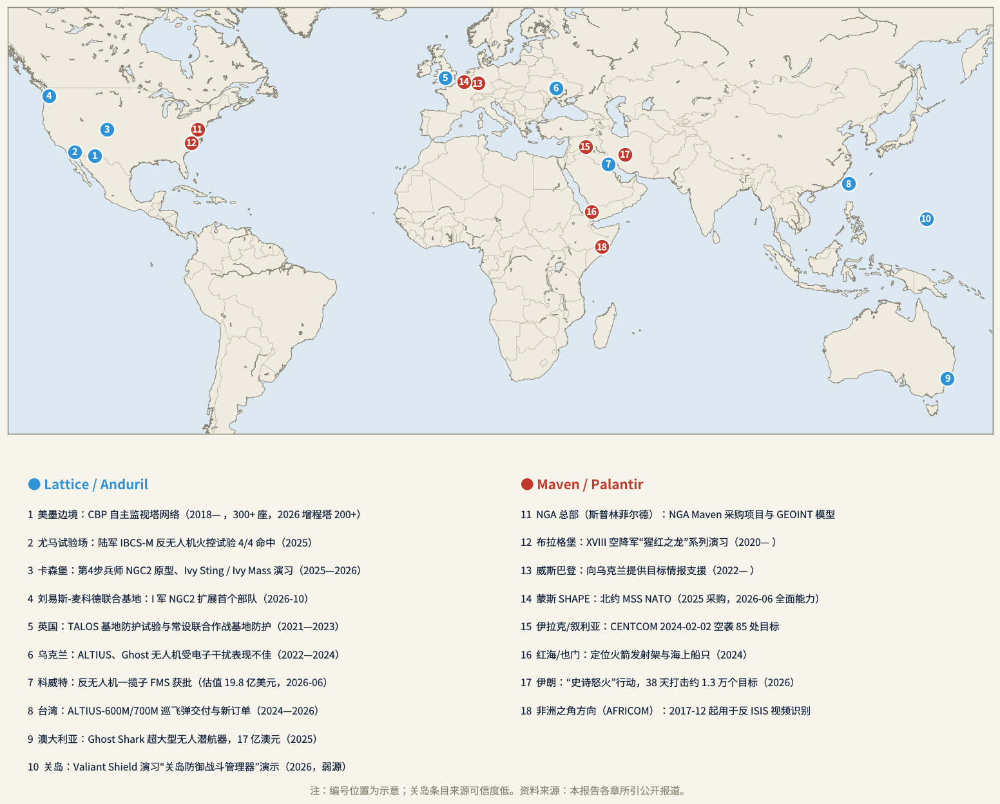 4
3
2
1
11
12
5
14
13
6
15
7
17
16
18
8
10
9
Lattice / Anduril
1 美墨边境：CBP 自主监视塔网络（2018— ，300+ 座，2026 增程塔 200+）
2 尤马试验场：陆军 IBCS-M 反无人机火控试验 4/4 命中（2025）
3 卡森堡：第4步兵师 NGC2 原型、Ivy Sting / Ivy Mass 演习（2025—2026）
4 刘易斯-麦科德联合基地：I 军 NGC2 扩展首个部队（2026-10）
5 英国：TALOS 基地防护试验与常设联合作战基地防护（2021—2023）
6 乌克兰：ALTIUS、Ghost 无人机受电子干扰表现不佳（2022—2024）
7 科威特：反无人机一揽子 FMS 获批（估值 19.8 亿美元，2026-06）
8 台湾：ALTIUS-600M/700M 巡飞弹交付与新订单（2024—2026）
9 澳大利亚：Ghost Shark 超大型无人潜航器，17 亿澳元（2025）
10 关岛：Valiant Shield 演习“关岛防御战斗管理器”演示（2026，弱源）
Maven / Palantir
11 NGA 总部（斯普林菲尔德）：NGA Maven 采购项目与 GEOINT 模型
12 布拉格堡：XVIII 空降军“猩红之龙”系列演习（2020— ）
13 威斯巴登：向乌克兰提供目标情报支援（2022— ）
14 蒙斯 SHAPE：北约 MSS NATO（2025 采购，2026-06 全面能力）
15 伊拉克/叙利亚：CENTCOM 2024-02-02 空袭 85 处目标
16 红海/也门：定位火箭发射架与海上船只（2024）
17 伊朗：“史诗怒火”行动，38 天打击约 1.3 万个目标（2026）
18 非洲之角方向（AFRICOM）：2017-12 起用于反 ISIS 视频识别
注：编号位置为示意；关岛条目来源可信度低。资料来源：本报告各章所引公开报道。